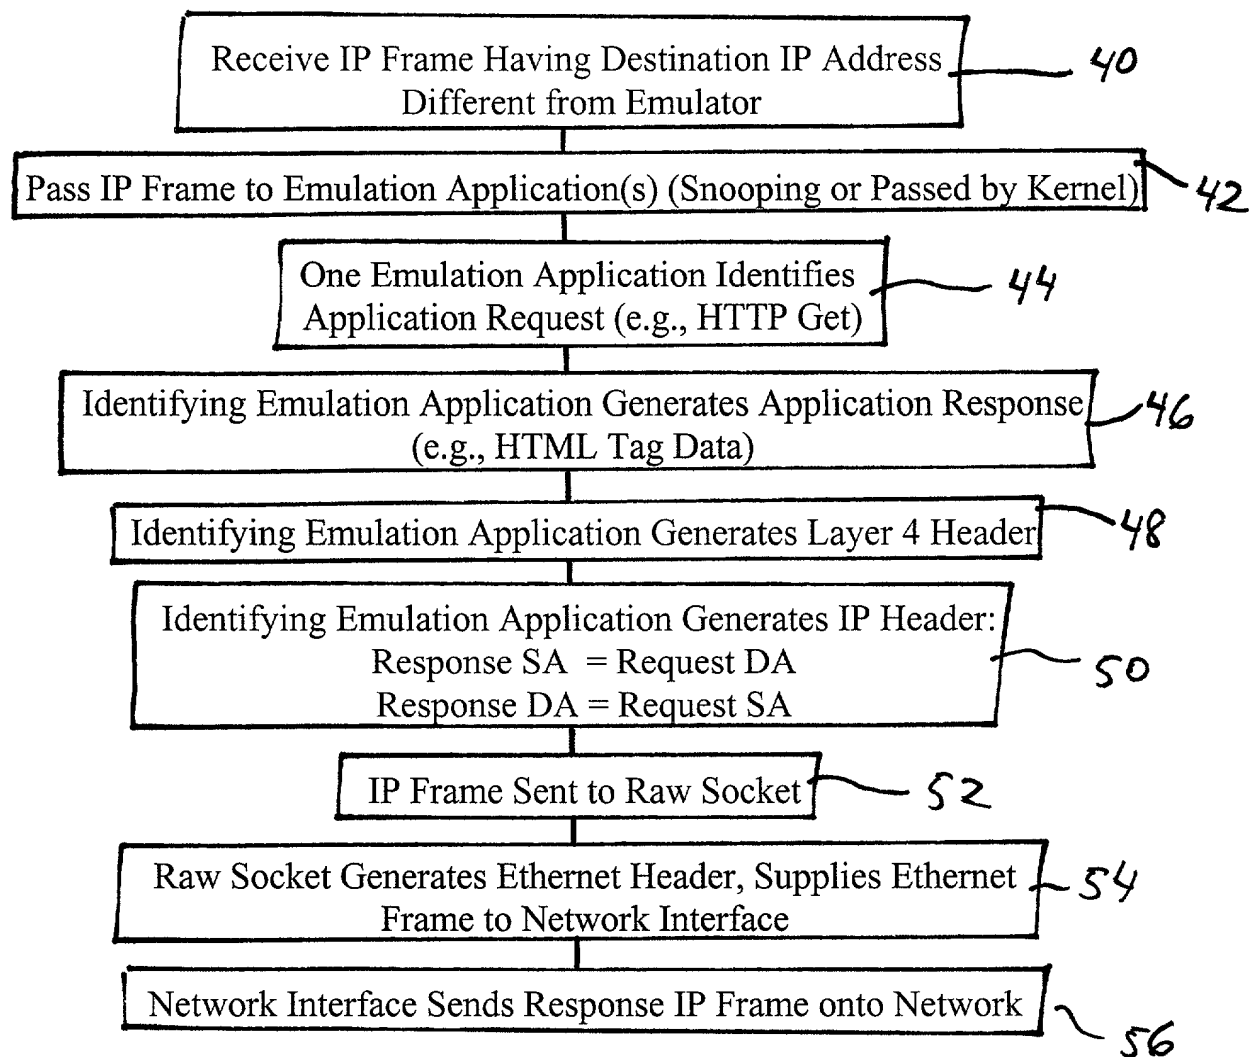 Receive IP Frame Having Destination IP Address
Different from Emulator
40
Pass IP Frame to Emulation Application(s) (Snooping or Passed by Kernel)
42
One Emulation Application Identifies
Application Request (e.g., HTTP Get)
44
Identifying Emulation Application Generates Application Response
(e.g., HTML Tag Data)
46
Identifying Emulation Application Generates Layer 4 Header
48
Identifying Emulation Application Generates IP Header:
Response SA = Request DA
Response DA = Request SA
50
IP Frame Sent to Raw Socket
52
Raw Socket Generates Ethernet Header, Supplies Ethernet
Frame to Network Interface
54
Network Interface Sends Response IP Frame onto Network
56